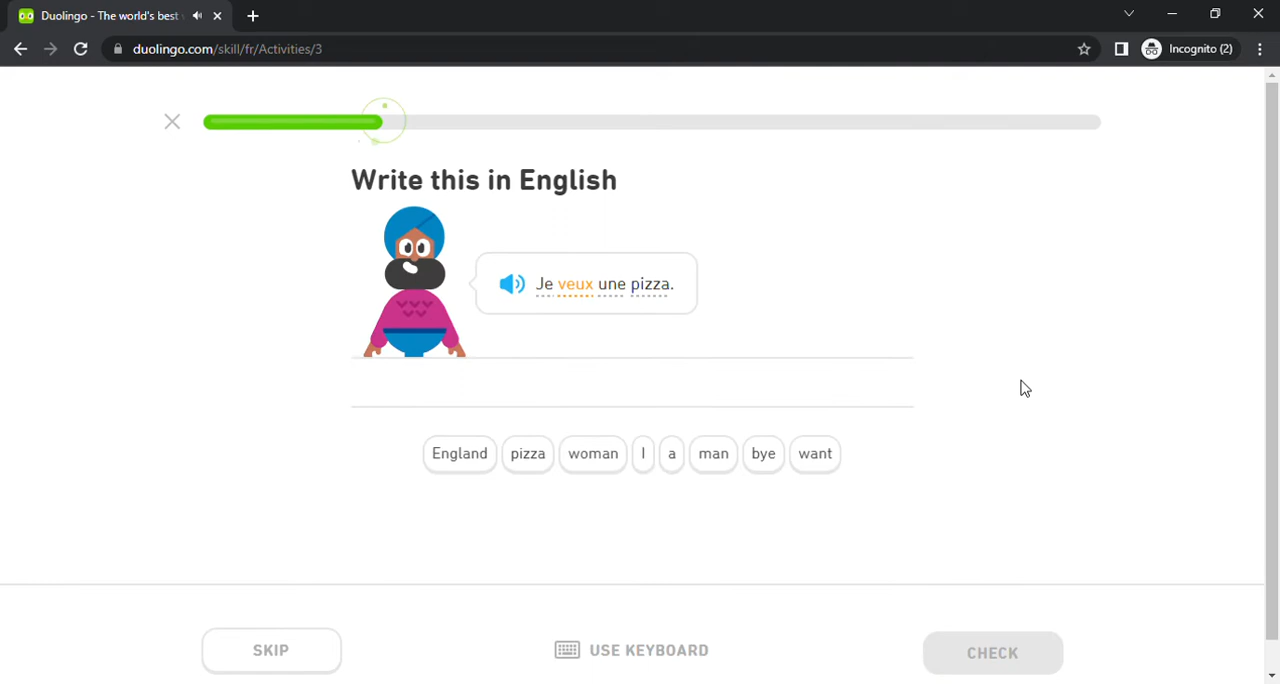 Duolingo - The world's best
duolingo.com/skill/fr/Activities/3
Incognito (2)
Write this in English
Je veux une pizza.
England pizza woman I a man bye want
SKIP USE KEYBOARD CHECK